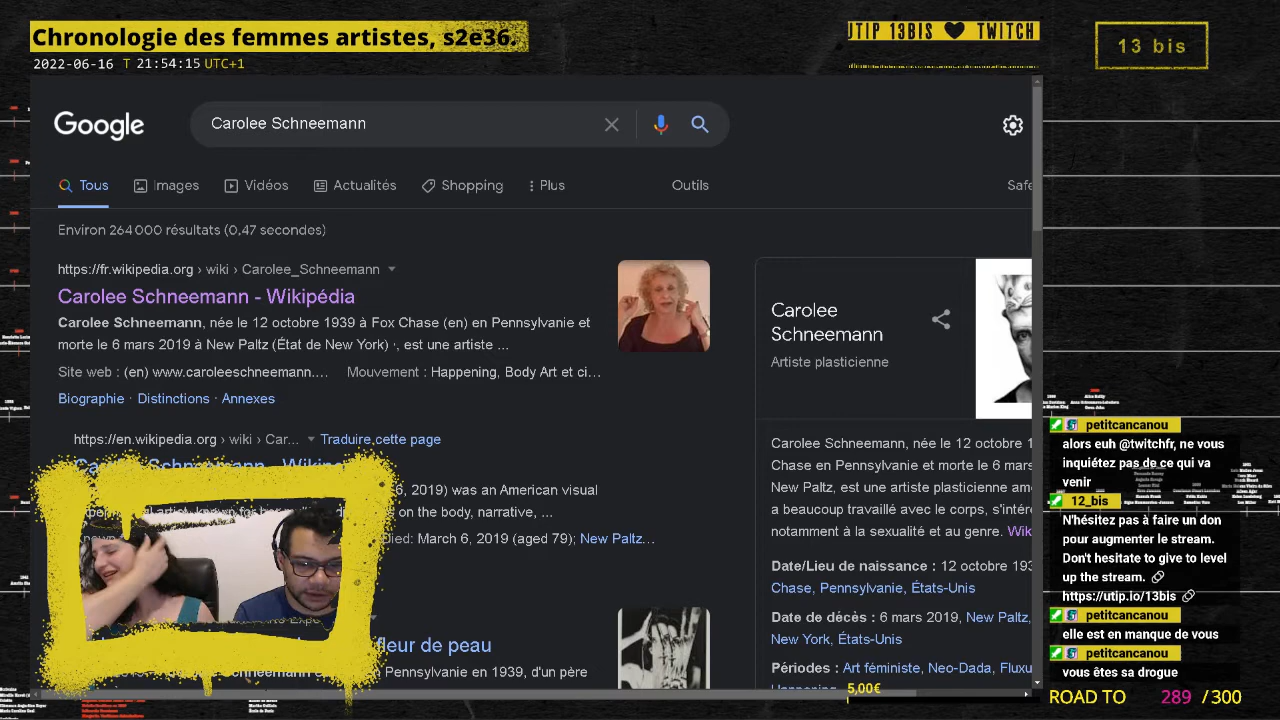 Chronologie des femmes artistes, s2e36.
2022-06-16 T 21:54:15 UTC+1
UTIP 13BIS TWITCH
13 bis
Google
Carolee Schneemann
Tous
Images
Vidéos
Actualités
Shopping
Plus
Outils
Safe
Environ 264 000 résultats (0,47 secondes)
https://fr.wikipedia.org › wiki › Carolee_Schneemann
Carolee Schneemann - Wikipédia
Carolee Schneemann, née le 12 octobre 1939 à Fox Chase (en) en Pennsylvanie et
morte le 6 mars 2019 à New Paltz (État de New York) ·, est une artiste ...
Site web : (en) www.caroleeschneemann.... Mouvement : Happening, Body Art et ci...
Biographie · Distinctions · Annexes
https://en.wikipedia.org › wiki › Car... Traduire cette page
6, 2019) was an American visual
on the body, narrative.
Died: March 6, 2019 (aged 79); New Paltz...
fleur de peau
Pennsylvanie en 1939, d'un père
Carolee
Schneemann
Artiste plasticienne
Carolee Schneemann, née le 12 octobre 1
Chase en Pennsylvanie et morte le 6 mars
New Paltz, est une artiste plasticienne am
a beaucoup travaillé avec le corps, s'intére
notamment à la sexualité et au genre. Wik
Date/Lieu de naissance : 12 octobre 193
Chase, Pennsylvanie, États-Unis
Date de décès : 6 mars 2019, New Paltz,
New York, États-Unis
Périodes : Art féministe, Neo-Dada, Fluxu
Happening
5,00€
petitcancanou
alors euh @twitchfr, ne vous
inquiétez pas de ce qui va
venir
12_bis
N'hésitez pas à faire un don
pour augmenter le stream.
Don't hesitate to give to level
up the stream.
https://utip.io/13bis
petitcancanou
elle est en manque de vous
petitcancanou
vous êtes sa drogue
ROAD TO 289 / 300